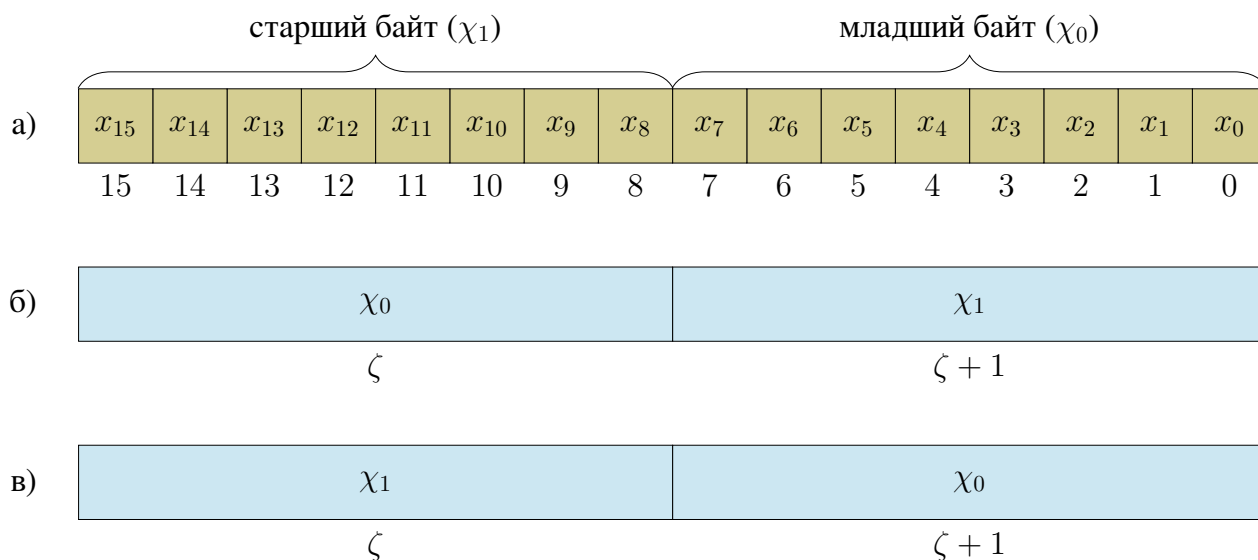 старший байт (χ₁) младший байт (χ₀)
а) x₁₅ x₁₄ x₁₃ x₁₂ x₁₁ x₁₀ x₉ x₈ x₇ x₆ x₅ x₄ x₃ x₂ x₁ x₀
15 14 13 12 11 10 9 8 7 6 5 4 3 2 1 0
б) χ₀ χ₁
ζ ζ + 1
в) χ₁ χ₀
ζ ζ + 1